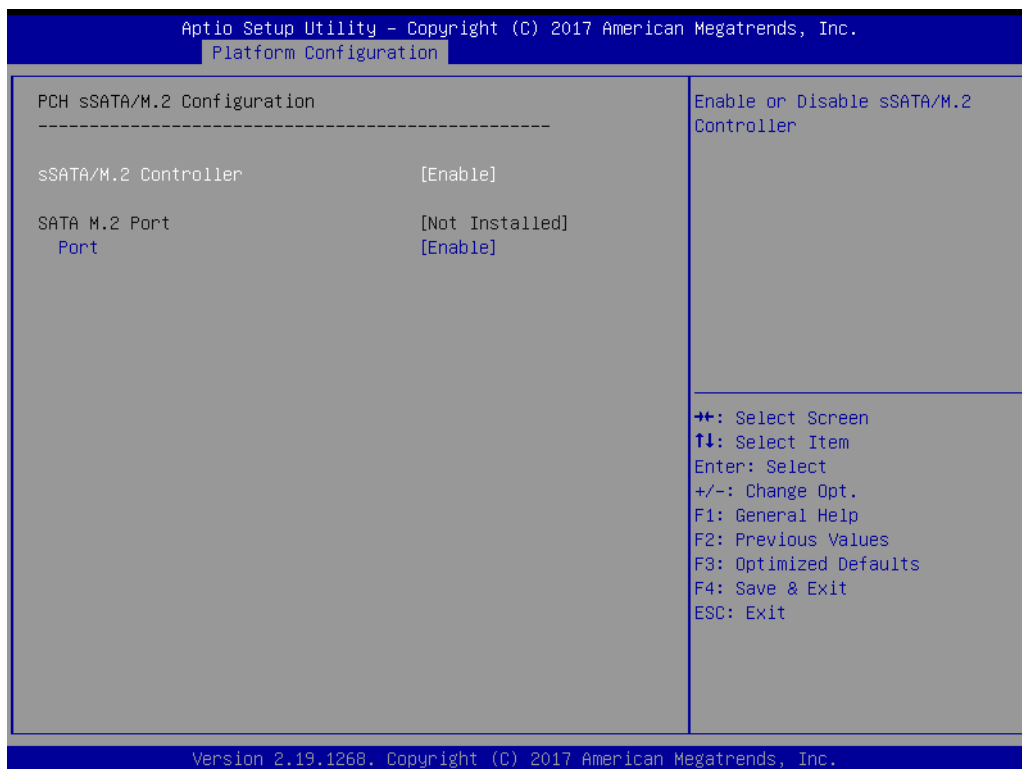 Aptio Setup Utility – Copyright (C) 2017 American Megatrends, Inc.
Platform Configuration
PCH sSATA/M.2 Configuration
--------------------------------------------------
sSATA/M.2 Controller [Enable]
SATA M.2 Port [Not Installed]
Port [Enable]
Enable or Disable sSATA/M.2
Controller
→←: Select Screen
↑↓: Select Item
Enter: Select
+/-: Change Opt.
F1: General Help
F2: Previous Values
F3: Optimized Defaults
F4: Save & Exit
ESC: Exit
Version 2.19.1268. Copyright (C) 2017 American Megatrends, Inc.